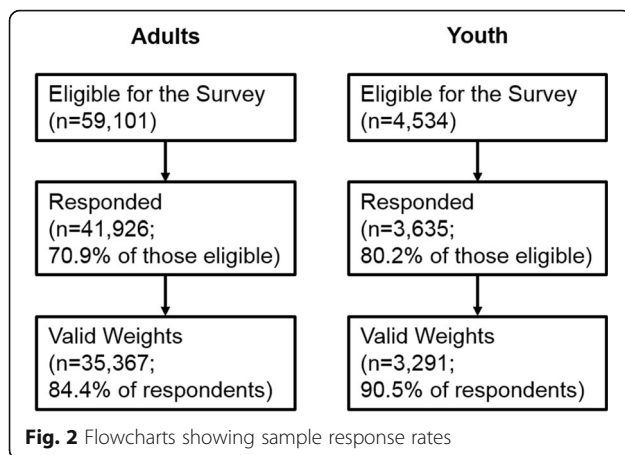 Adults
Eligible for the Survey
(n=59,101)
Responded
(n=41,926;
70.9% of those eligible)
Valid Weights
(n=35,367;
84.4% of respondents)
Youth
Eligible for the Survey
(n=4,534)
Responded
(n=3,635;
80.2% of those eligible)
Valid Weights
(n=3,291;
90.5% of respondents)
Fig. 2 Flowcharts showing sample response rates